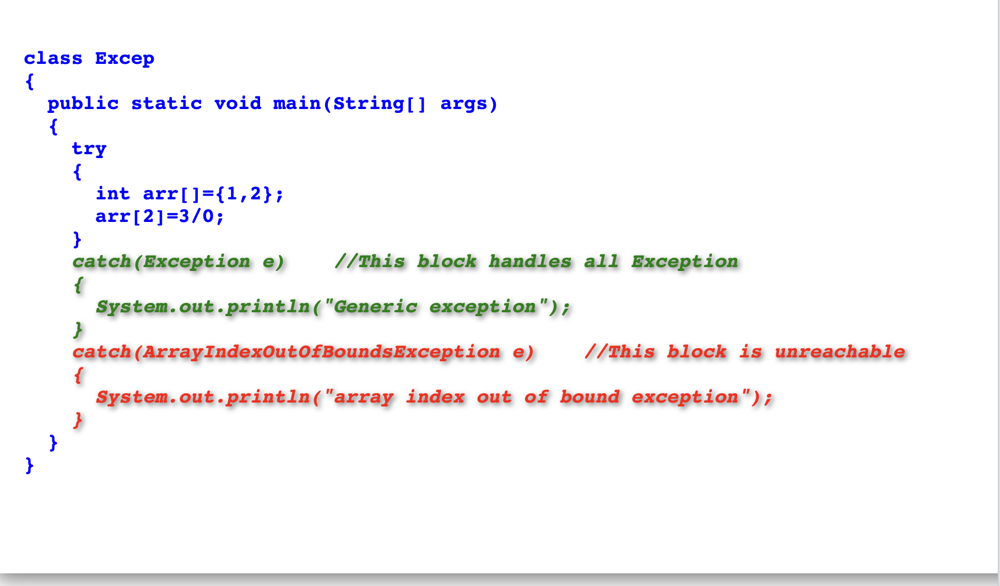 class Excep
{
  public static void main(String[] args)
  {
    try
    {
      int arr[]={1,2};
      arr[2]=3/0;
    }
    catch(Exception e)    //This block handles all Exception
    {
      System.out.println("Generic exception");
    }
    catch(ArrayIndexOutOfBoundsException e)    //This block is unreachable
    {
      System.out.println("array index out of bound exception");
    }
  }
}